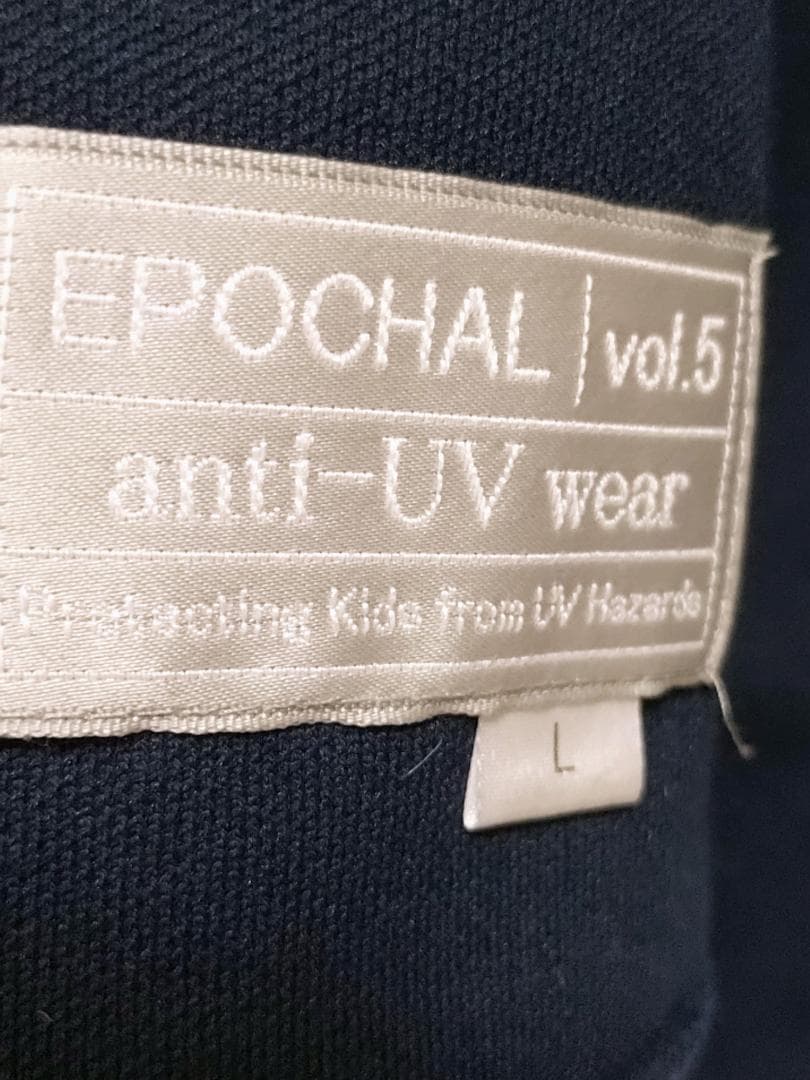 EPOCHAL | vol.5
anti-UV wear
Protecting Kids from UV Hazards
L